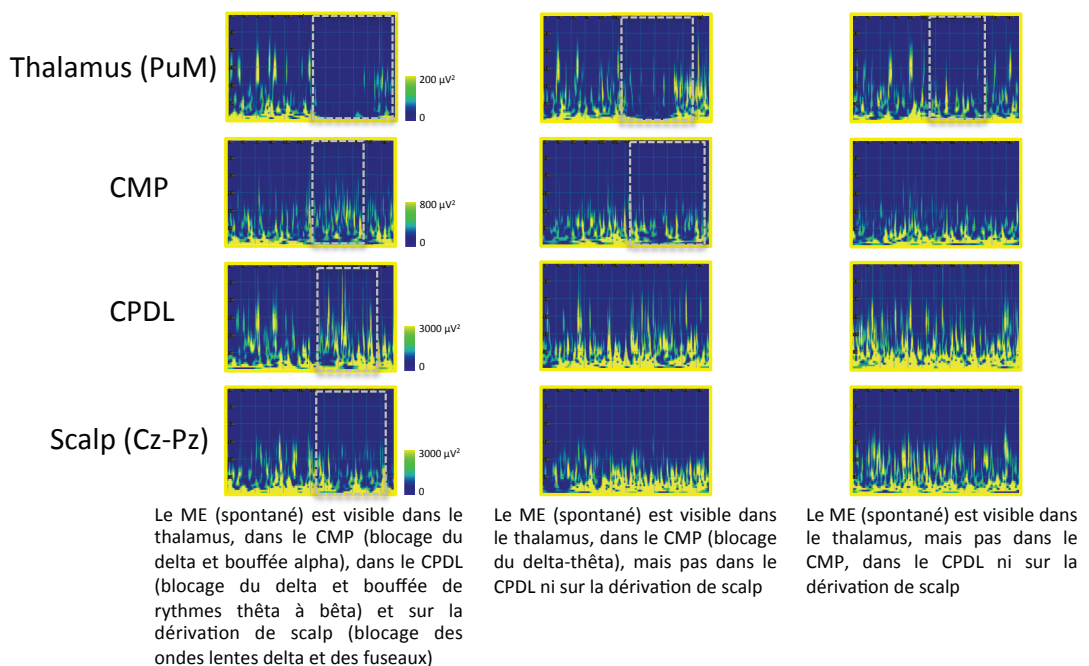 Thalamus (PuM)
200 µV²
0
CMP
800 µV²
0
CPDL
3000 µV²
0
Scalp (Cz-Pz)
3000 µV²
0
Le ME (spontané) est visible dans le
thalamus, dans le CMP (blocage du
delta et bouffée alpha), dans le CPDL
(blocage du delta et bouffée de
rythmes thêta à bêta) et sur la
dérivation de scalp (blocage des
ondes lentes delta et des fuseaux)
Le ME (spontané) est visible dans
le thalamus, dans le CMP (blocage
du delta-thêta), mais pas dans le
CPDL ni sur la dérivation de scalp
Le ME (spontané) est visible dans
le thalamus, mais pas dans le
CMP, dans le CPDL ni sur la
dérivation de scalp